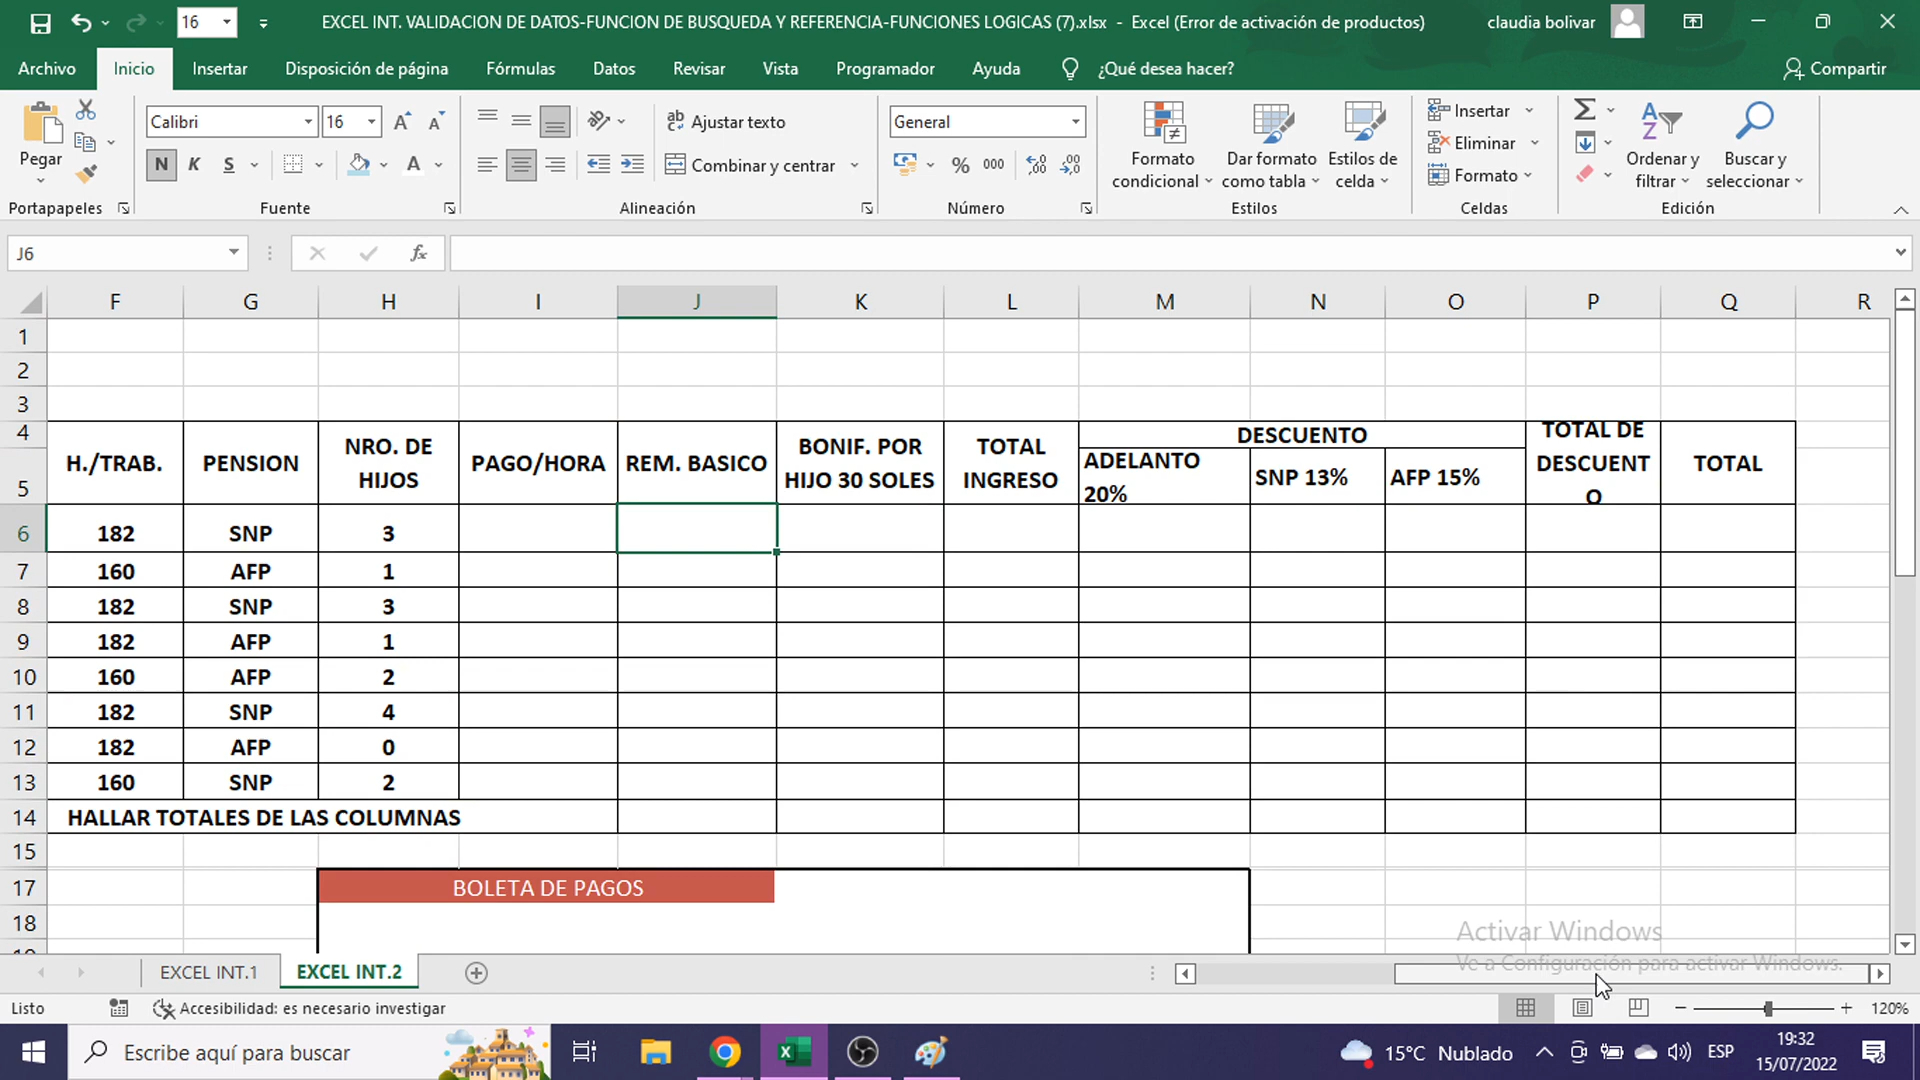 16
EXCEL INT. VALIDACION DE DATOS-FUNCION DE BUSQUEDA Y REFERENCIA-FUNCIONES LOGICAS (7).xlsx - Excel (Error de activación de productos)
claudia bolivar
Archivo Inicio Insertar Disposición de página Fórmulas Datos Revisar Vista Programador Ayuda ¿Qué desea hacer? Compartir
Pegar
Calibri 16
N K S A
Ajustar texto
Combinar y centrar
General
% 000
Formato condicional
Dar formato como tabla
Estilos de celda
Insertar
Eliminar
Formato
Ordenar y filtrar
Buscar y seleccionar
Portapapeles Fuente Alineación Número Estilos Celdas Edición
J6 fx
F G H I J K L M N O P Q R
1
2
3
4 H./TRAB. PENSION NRO. DE HIJOS PAGO/HORA REM. BASICO BONIF. POR HIJO 30 SOLES TOTAL INGRESO DESCUENTO TOTAL DE DESCUENTO TOTAL
5 ADELANTO 20% SNP 13% AFP 15%
6 182 SNP 3
7 160 AFP 1
8 182 SNP 3
9 182 AFP 1
10 160 AFP 2
11 182 SNP 4
12 182 AFP 0
13 160 SNP 2
14 HALLAR TOTALES DE LAS COLUMNAS
15
17 BOLETA DE PAGOS
18
Activar Windows
Ve a Configuración para activar Windows.
EXCEL INT.1 EXCEL INT.2
Listo Accesibilidad: es necesario investigar 120%
Escribe aquí para buscar
15°C Nublado ESP
19:32
15/07/2022